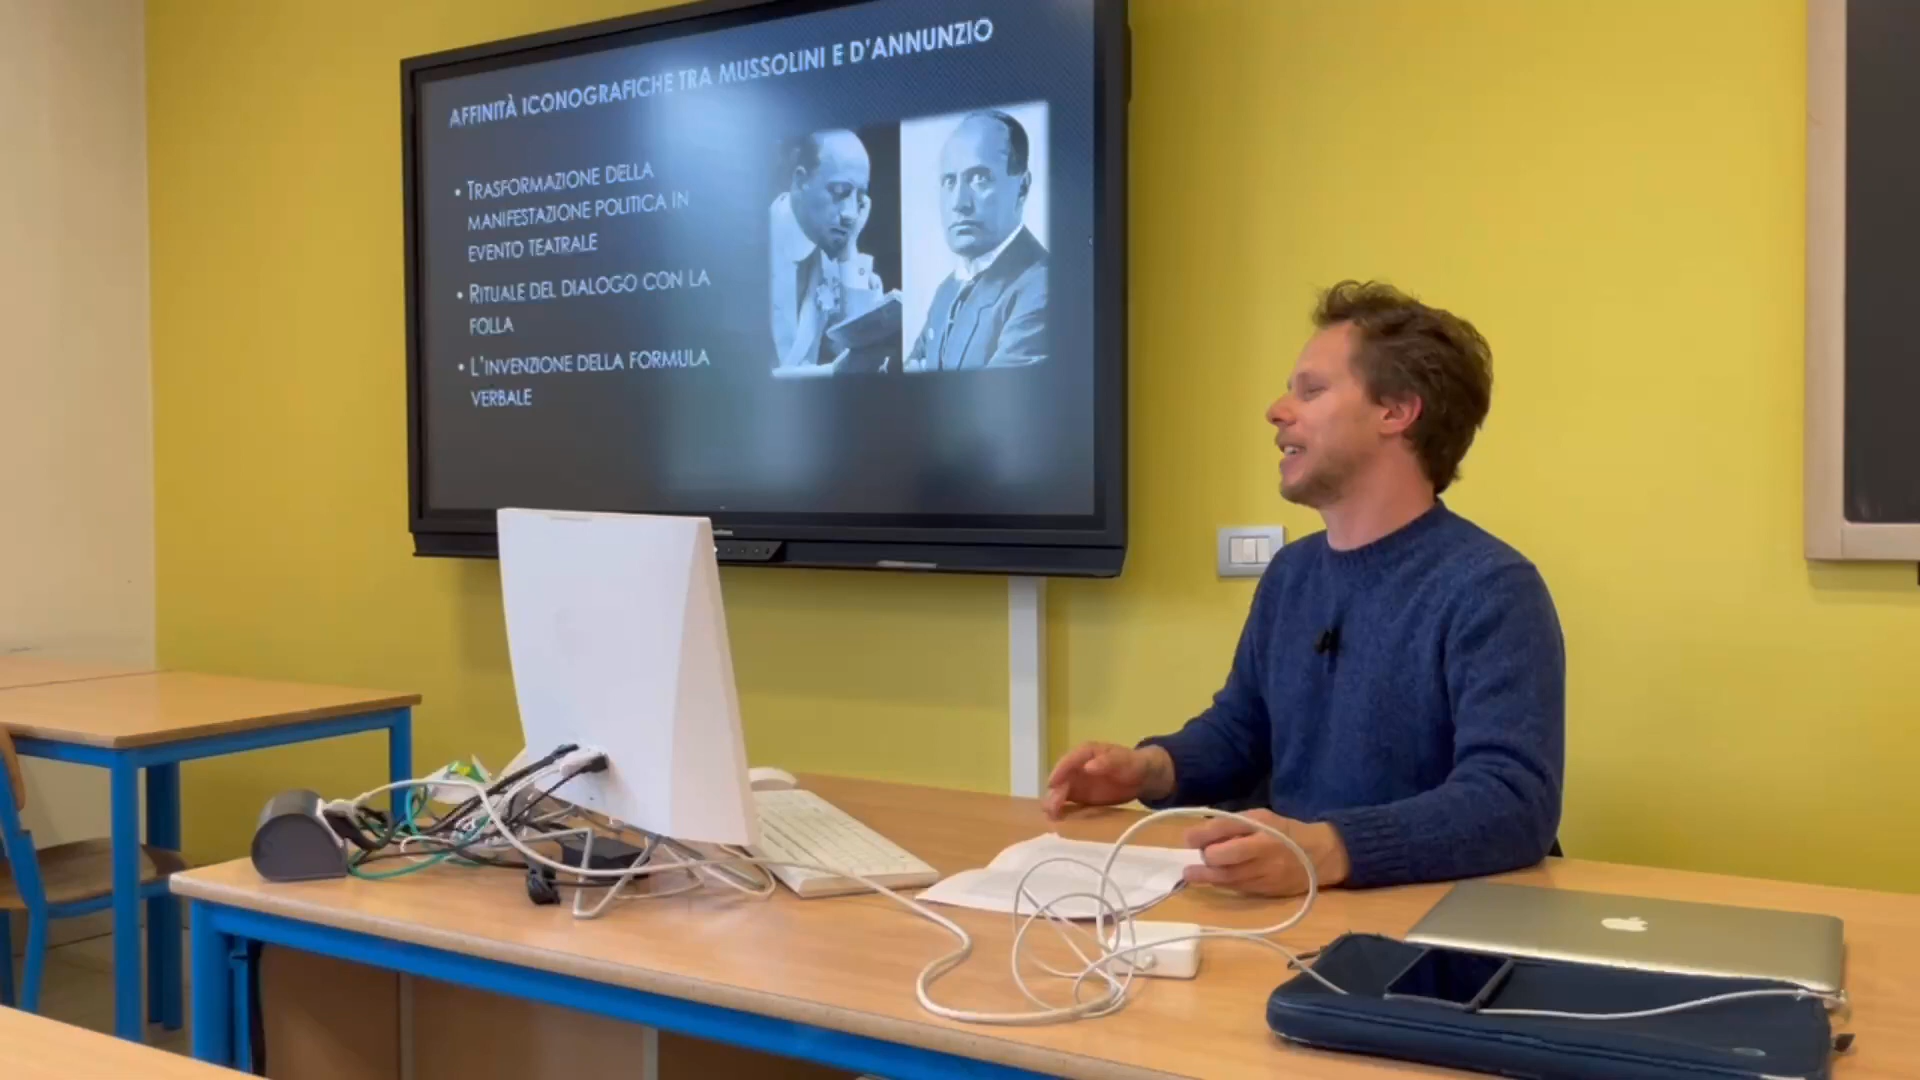 AFFINITÀ ICONOGRAFICHE TRA MUSSOLINI E D'ANNUNZIO
• TRASFORMAZIONE DELLA
MANIFESTAZIONE POLITICA IN
EVENTO TEATRALE
• RITUALE DEL DIALOGO CON LA
FOLLA
• L'INVENZIONE DELLA FORMULA
VERBALE